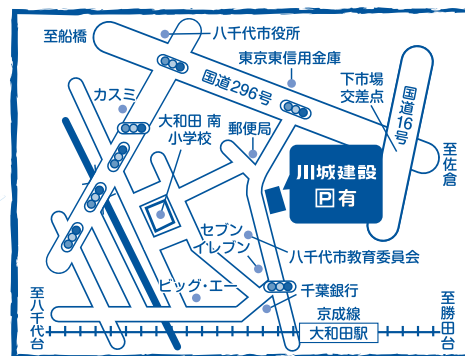 至船橋
八千代市役所
東京東信用金庫
国道296号
下市場
交差点
国道16号
カスミ
大和田 南
小学校
郵便局
至佐倉
川城建設
P有
セブン
イレブン
八千代市教育委員会
ビッグ・エー
千葉銀行
京成線
至八千代台
大和田駅
至勝田台